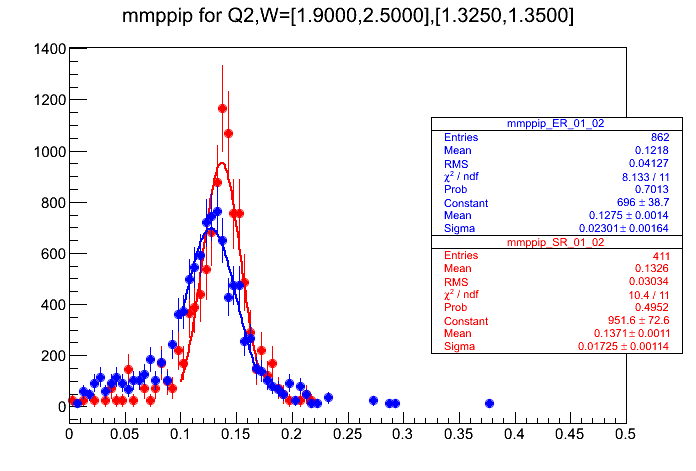 mmppip for Q2,W=[1.9000,2.5000],[1.3250,1.3500]
1400
1200
1000
800
600
400
200
0
0 0.05 0.1 0.15 0.2 0.25 0.3 0.35 0.4 0.45 0.5
mmppip_ER_01_02
Entries 862
Mean 0.1218
RMS 0.04127
χ² / ndf 8.133 / 11
Prob 0.7013
Constant 696 ± 38.7
Mean 0.1275 ± 0.0014
Sigma 0.02301 ± 0.00164
mmppip_SR_01_02
Entries 411
Mean 0.1326
RMS 0.03034
χ² / ndf 10.4 / 11
Prob 0.4952
Constant 951.6 ± 72.6
Mean 0.1371 ± 0.0011
Sigma 0.01725 ± 0.00114